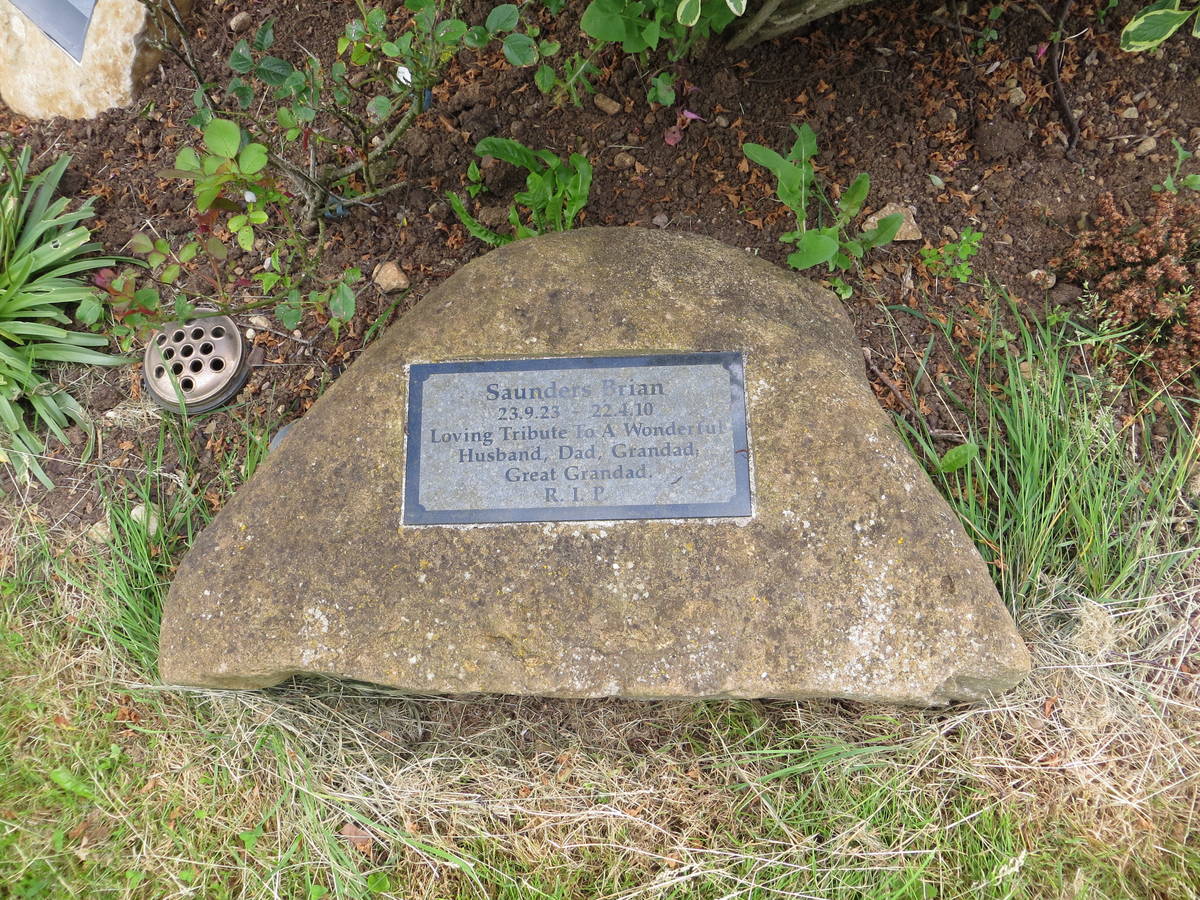 Saunders Brian
23.9.23 - 22.4.10
Loving Tribute To A Wonderful
Husband, Dad, Grandad,
Great Grandad.
R. I. P.